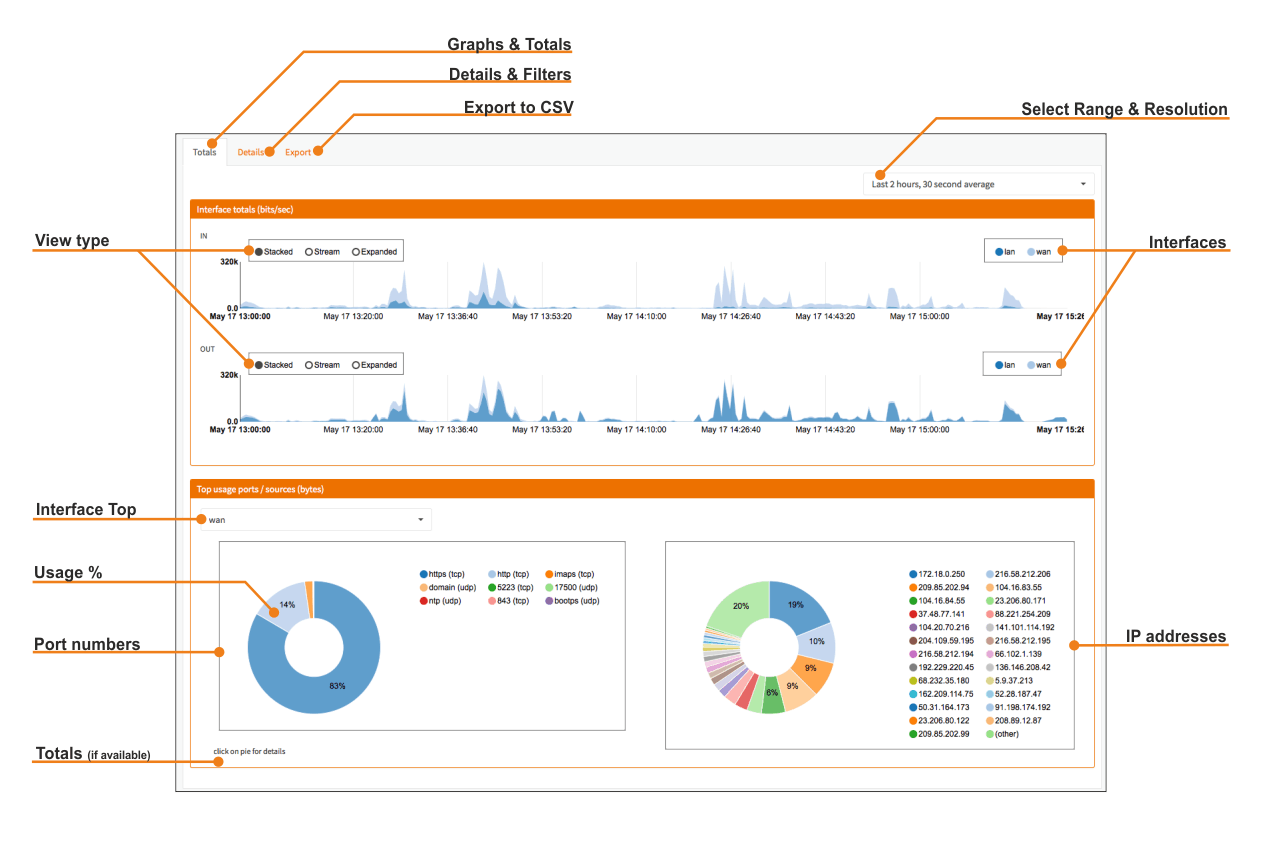 Graphs & Totals
Details & Filters
Export to CSV
Select Range & Resolution
Totals Details Export
Last 2 hours, 30 second average
Interface totals (bits/sec)
View type
Interfaces
IN
Stacked Stream Expanded
lan wan
320k
0.0
May 17 13:00:00 May 17 13:20:00 May 17 13:36:40 May 17 13:53:20 May 17 14:10:00 May 17 14:26:40 May 17 14:43:20 May 17 15:00:00 May 17 15:26
OUT
Stacked Stream Expanded
lan wan
320k
0.0
May 17 13:00:00 May 17 13:20:00 May 17 13:36:40 May 17 13:53:20 May 17 14:10:00 May 17 14:26:40 May 17 14:43:20 May 17 15:00:00 May 17 15:26
Top usage ports / sources (bytes)
Interface Top
wan
Usage %
Port numbers
14%
83%
https (tcp) http (tcp) imaps (tcp)
domain (udp) 5223 (tcp) 17500 (udp)
ntp (udp) 843 (tcp) bootps (udp)
20%
19%
10%
9%
9%
6%
172.18.0.250 216.58.212.206
209.85.202.94 104.16.83.55
104.16.84.55 23.206.80.171
37.48.77.141 88.221.254.209
104.20.70.216 141.101.114.192
204.109.59.195 216.58.212.195
216.58.212.194 66.102.1.139
192.229.220.45 136.146.208.42
68.232.35.180 5.9.37.213
162.209.114.75 52.28.187.47
50.31.164.173 91.198.174.192
23.206.80.122 208.89.12.87
209.85.202.99 (other)
IP addresses
click on pie for details
Totals (if available)